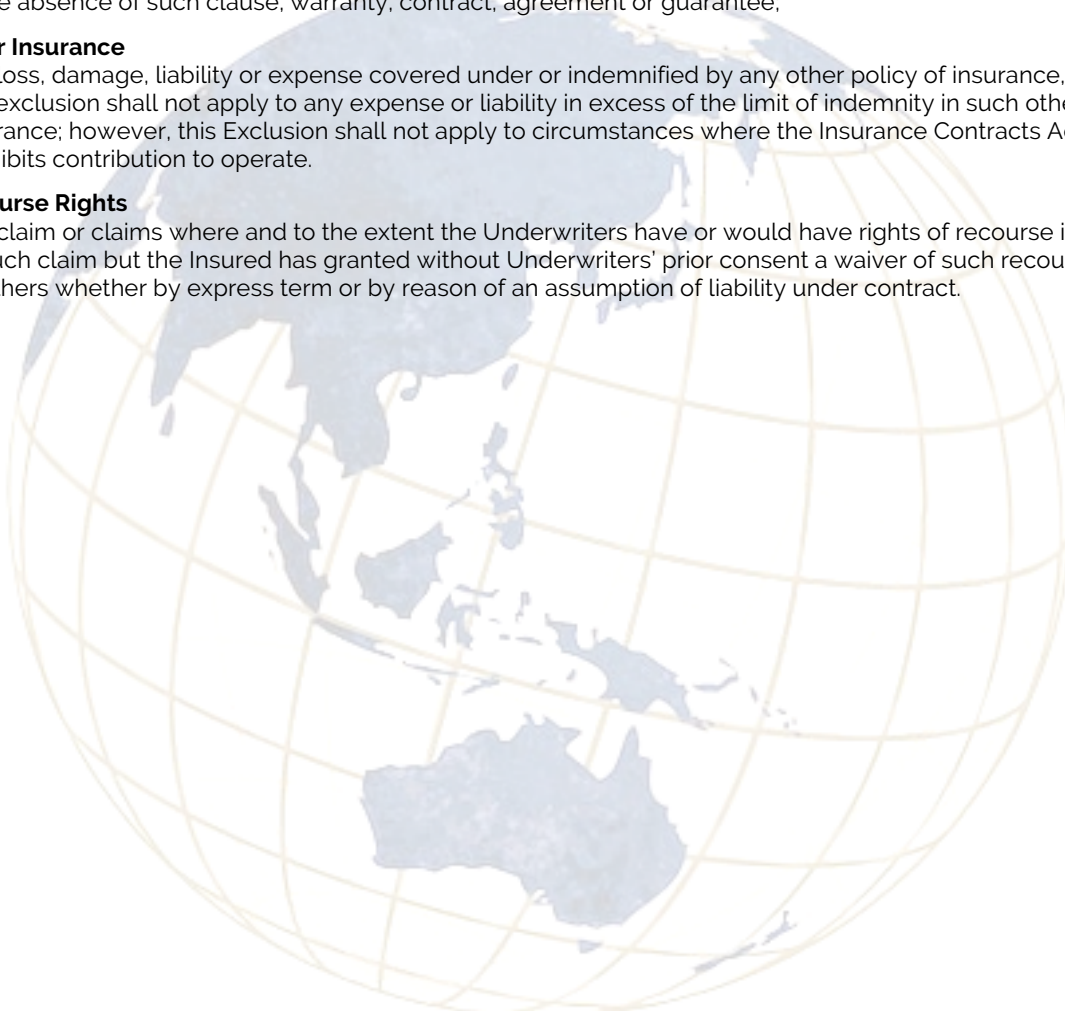 e absence of such clause, warranty, contract, agreement or guarantee;
r Insurance
oss, damage, liability or expense covered under or indemnified by any other policy of insurance,
exclusion shall not apply to any expense or liability in excess of the limit of indemnity in such othe
rance; however, this Exclusion shall not apply to circumstances where the Insurance Contracts A
ibits contribution to operate.
urse Rights
claim or claims where and to the extent the Underwriters have or would have rights of recourse i
uch claim but the Insured has granted without Underwriters' prior consent a waiver of such recou
thers whether by express term or by reason of an assumption of liability under contract.